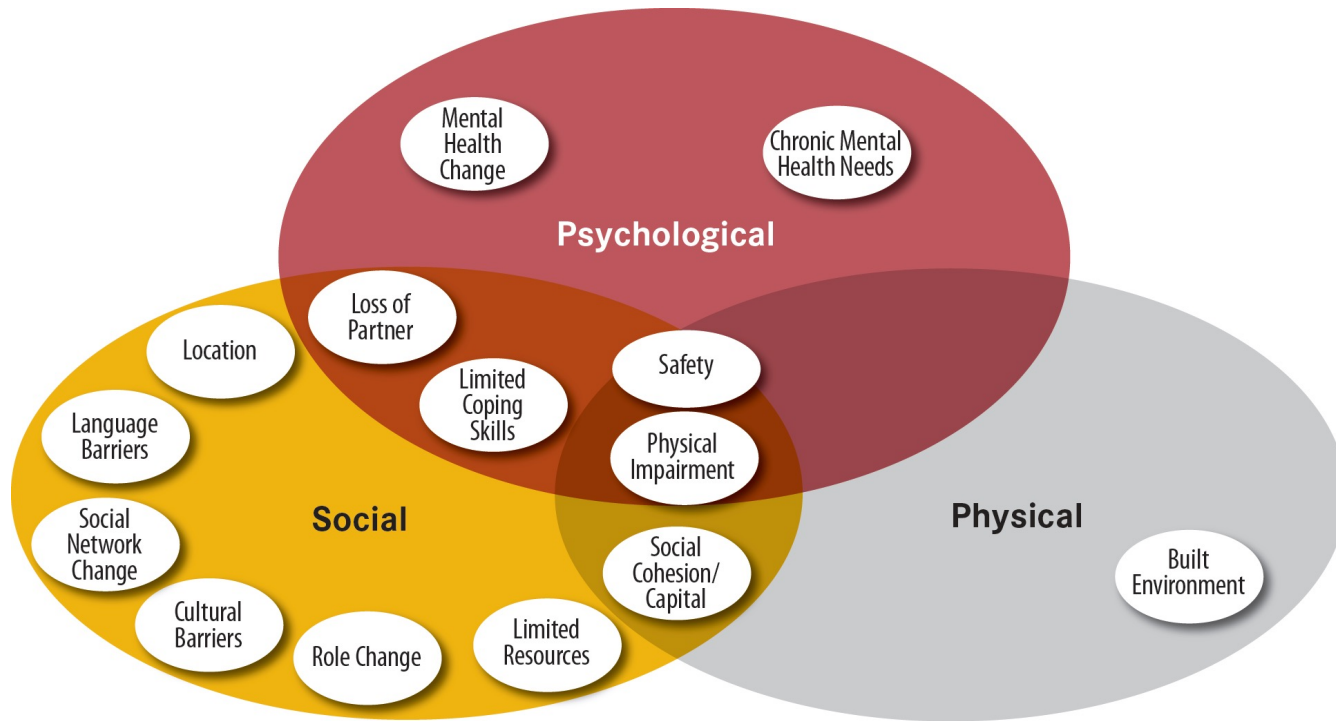 Mental
Health
Change
Chronic Mental
Health Needs
Psychological
Loss of
Partner
Location
Safety
Limited
Coping
Skills
Language
Barriers
Physical
Impairment
Social
Physical
Social
Network
Change
Social
Cohesion/
Capital
Built
Environment
Cultural
Barriers
Role Change
Limited
Resources